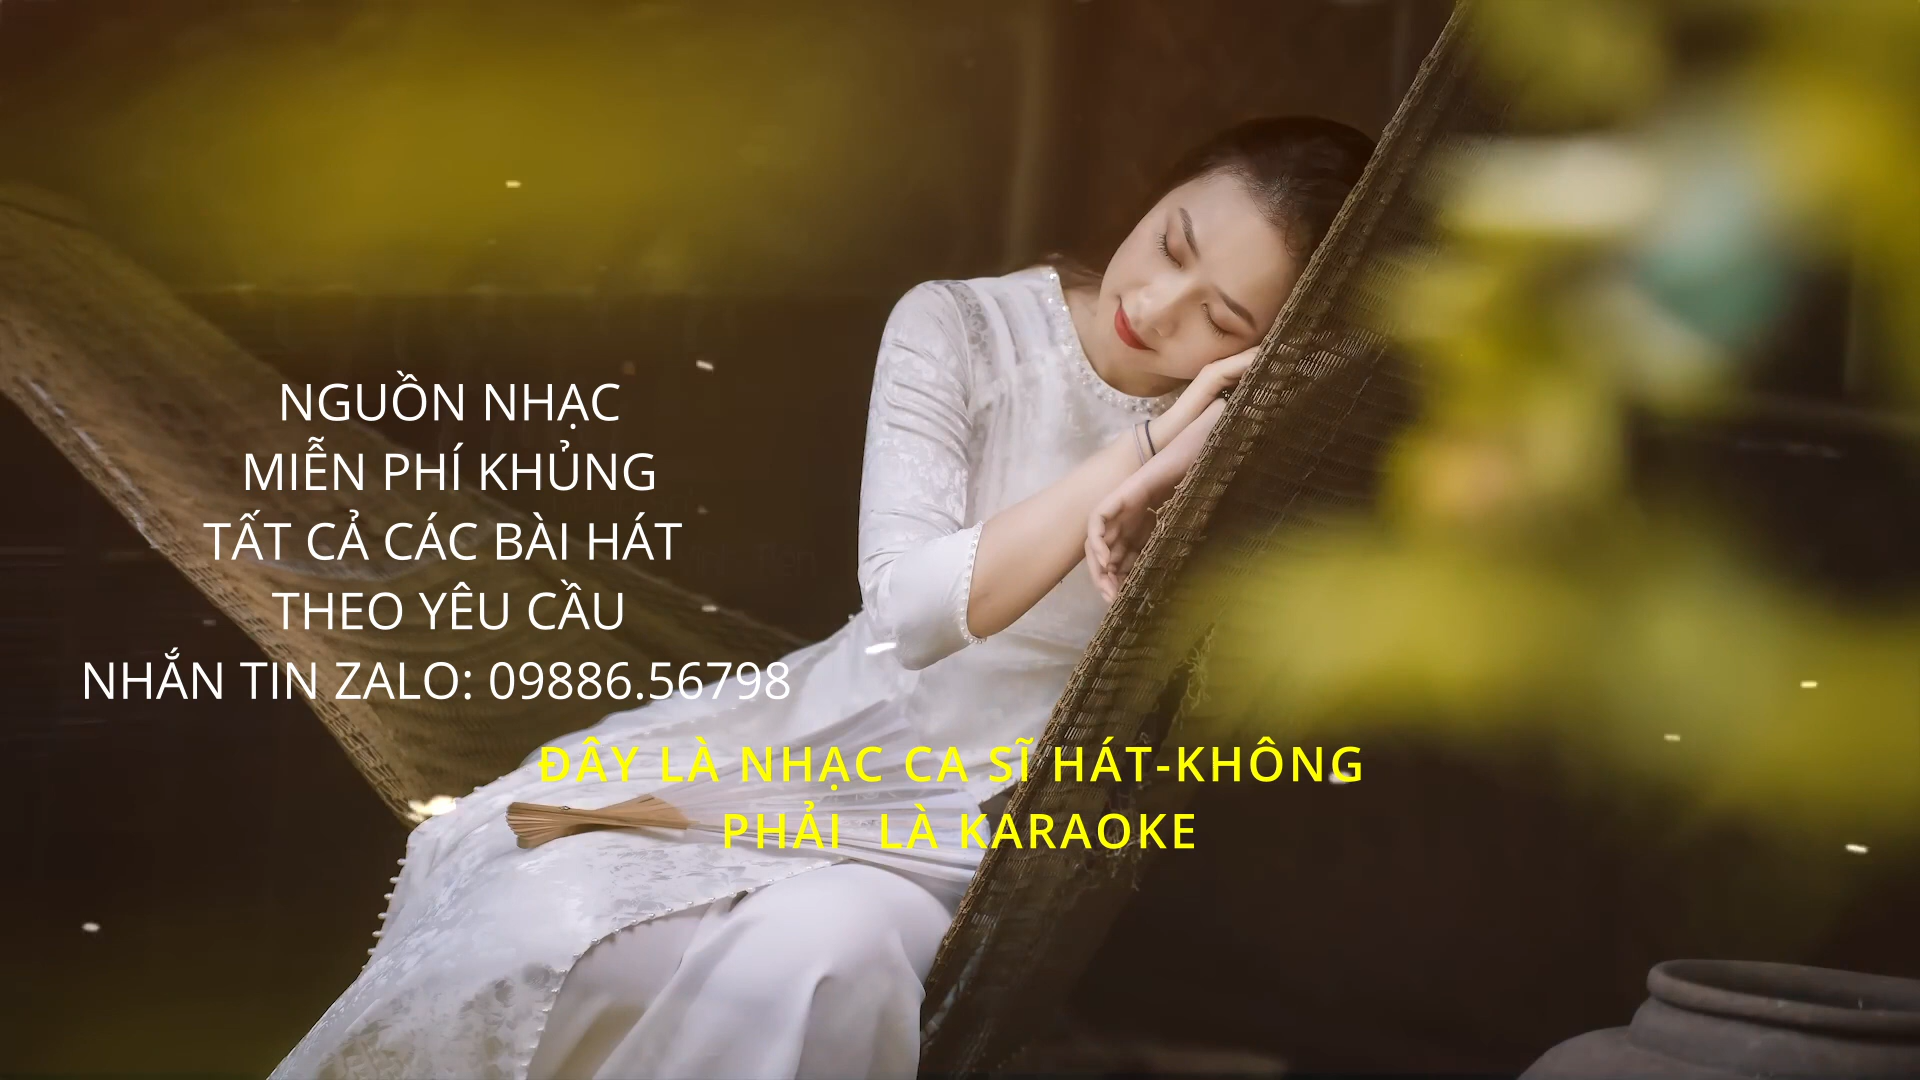 NGUỒN NHẠC
MIỄN PHÍ KHỦNG
TẤT CẢ CÁC BÀI HÁT
THEO YÊU CẦU
NHẮN TIN ZALO: 09886.56798
ĐÂY LÀ NHẠC CA SĨ HÁT-KHÔNG
PHẢI LÀ KARAOKE